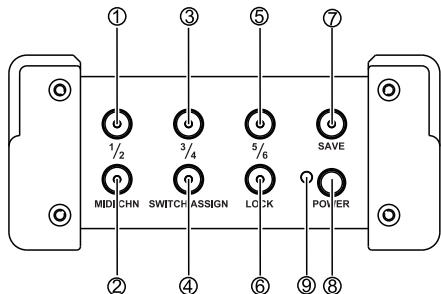 ① ③ ⑤ ⑦
1/2 3/4 5/6 SAVE
MIDI CHN SWITCH ASSIGN LOCK POWER
② ④ ⑥ ⑨ ⑧